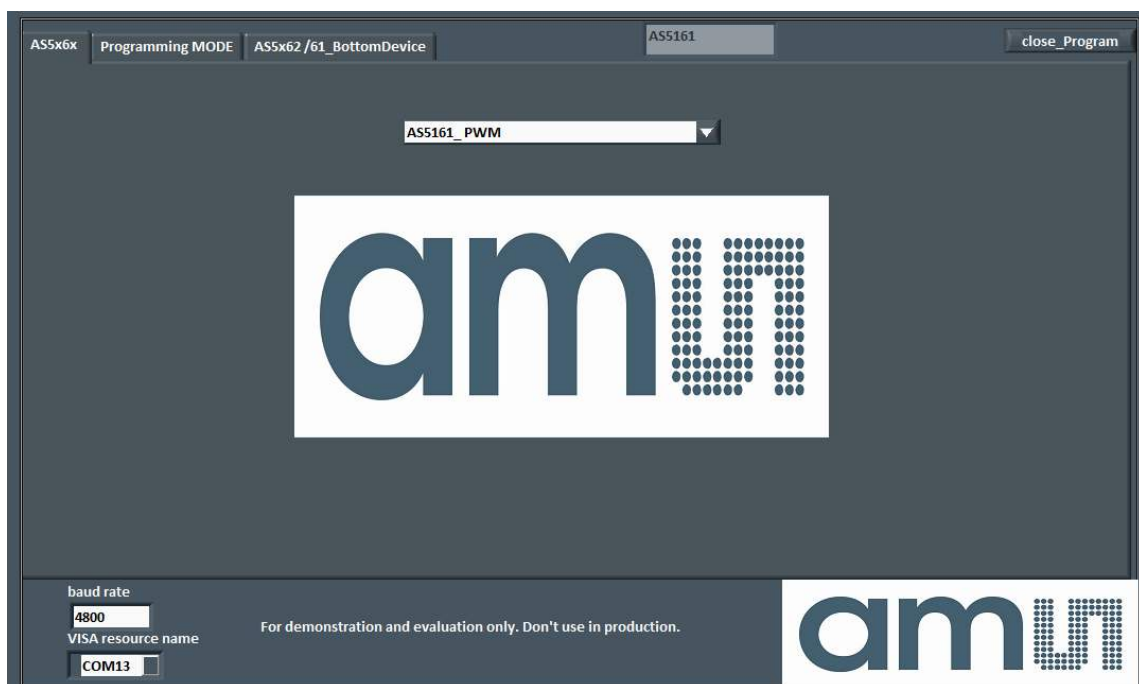 AS5x6x Programming MODE AS5x62 /61_BottomDevice AS5161 close_Program
AS5161_ PWM
am
baud rate
4800
VISA resource name
COM13
For demonstration and evaluation only. Don't use in production.
am